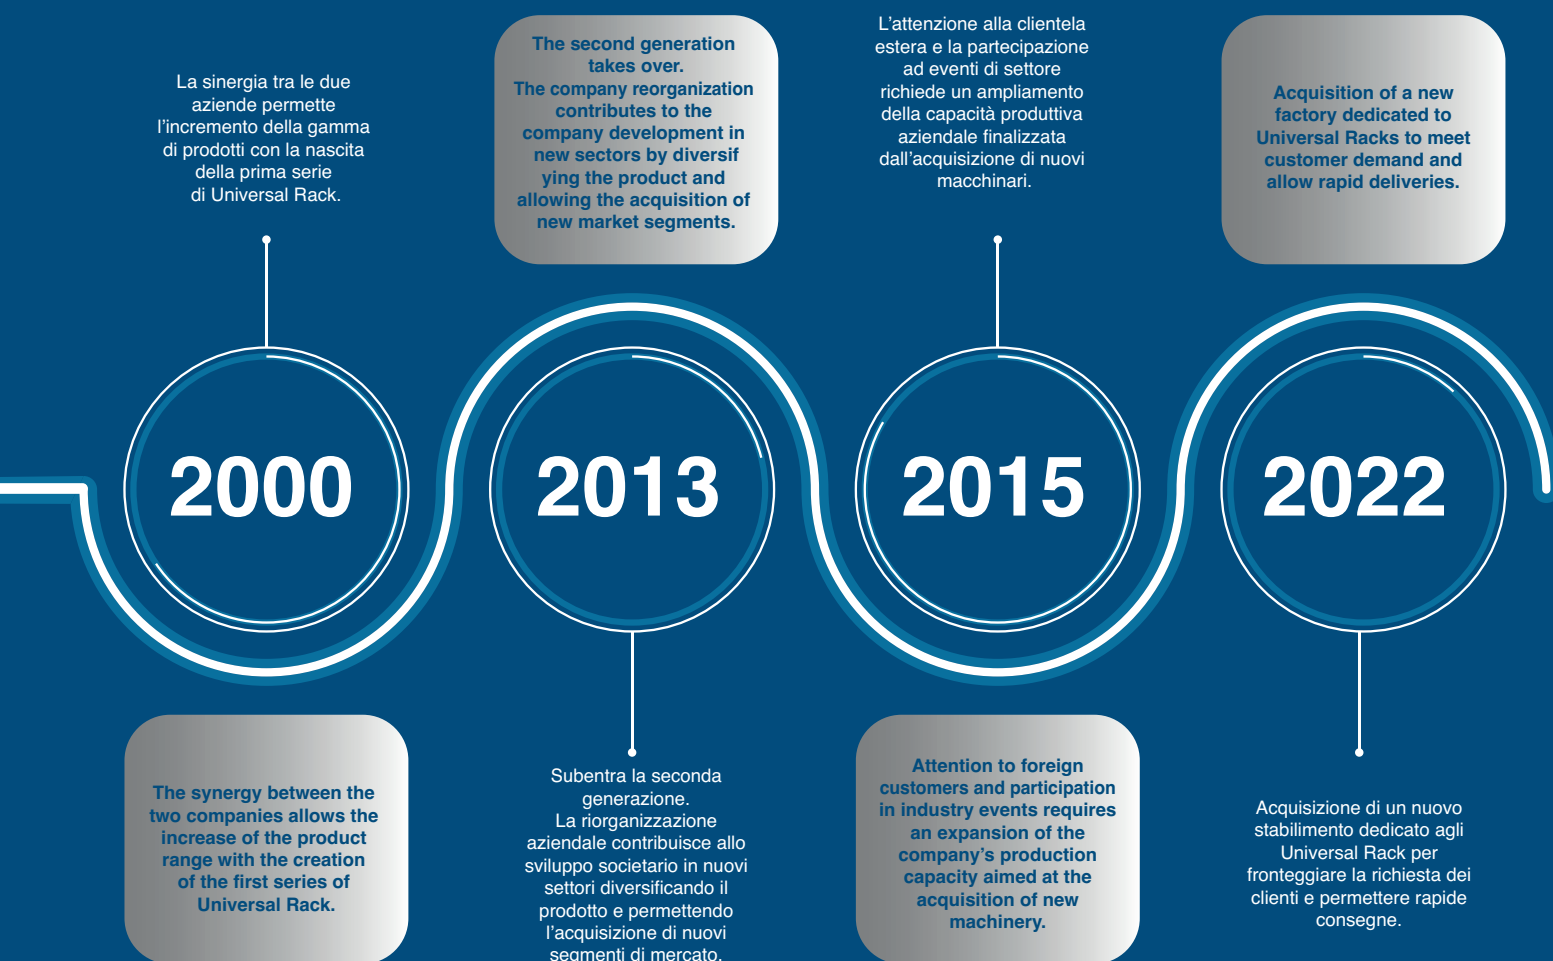 La sinergia tra le due
aziende permette
l'incremento della gamma
di prodotti con la nascita
della prima serie
di Universal Rack.
The second generation
takes over.
The company reorganization
contributes to the
company development in
new sectors by diversif
ying the product and
allowing the acquisition of
new market segments.
L'attenzione alla clientela
estera e la partecipazione
ad eventi di settore
richiede un ampliamento
della capacità produttiva
aziendale finalizzata
dall'acquisizione di nuovi
macchinari.
Acquisition of a new
factory dedicated to
Universal Racks to meet
customer demand and
allow rapid deliveries.
2000
2013
2015
2022
The synergy between the
two companies allows the
increase of the product
range with the creation
of the first series of
Universal Rack.
Subentra la seconda
generazione.
La riorganizzazione
aziendale contribuisce allo
sviluppo societario in nuovi
settori diversificando il
prodotto e permettendo
l'acquisizione di nuovi
segmenti di mercato.
Attention to foreign
customers and participation
in industry events requires
an expansion of the
company's production
capacity aimed at the
acquisition of new
machinery.
Acquisizione di un nuovo
stabilimento dedicato agli
Universal Rack per
fronteggiare la richiesta dei
clienti e permettere rapide
consegne.